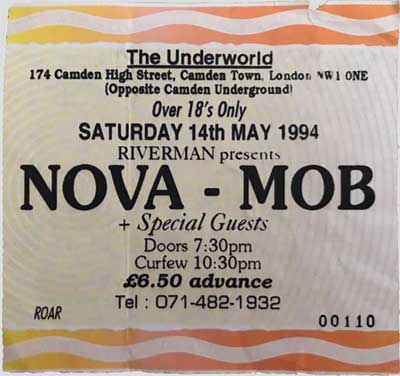 The Underworld
174 Camden High Street, Camden Town, London NW1 ONE
(Opposite Camden Underground)
Over 18's Only
SATURDAY 14th MAY 1994
RIVERMAN presents
NOVA - MOB
+ Special Guests
Doors 7:30pm
Curfew 10:30pm
£6.50 advance
Tel : 071-482-1932
ROAR
00110